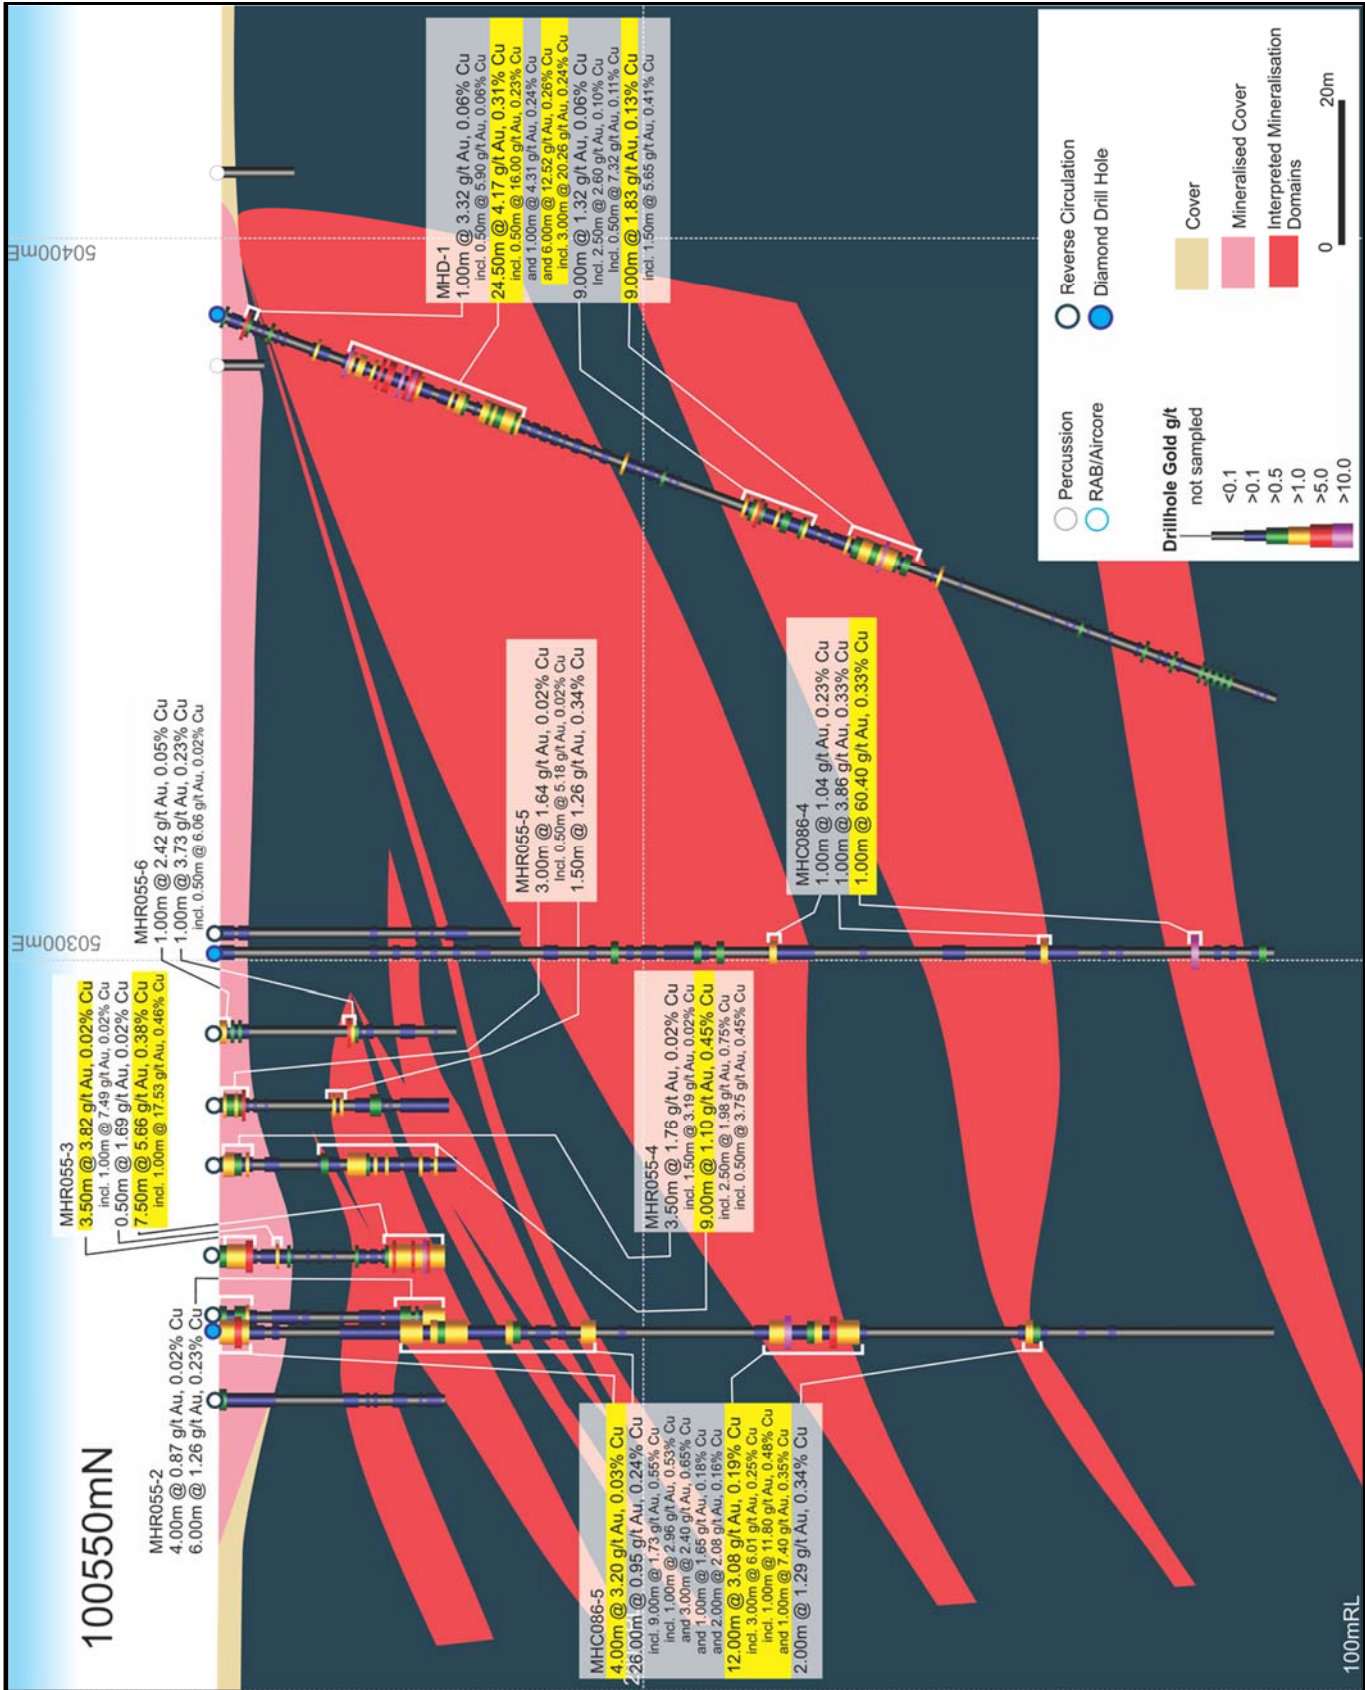 100550mN
50300mE
50400mE
MHR055-2
4.00m @ 0.87 g/t Au, 0.02% Cu
6.00m @ 1.26 g/t Au, 0.23% Cu
MHR055-3
3.50m @ 3.82 g/t Au, 0.02% Cu
incl. 1.00m @ 7.49 g/t Au, 0.02% Cu
0.50m @ 1.69 g/t Au, 0.02% Cu
7.50m @ 5.66 g/t Au, 0.38% Cu
incl. 1.00m @ 17.53 g/t Au, 0.46% Cu
MHR055-6
1.00m @ 2.42 g/t Au, 0.05% Cu
1.00m @ 3.73 g/t Au, 0.23% Cu
incl. 0.50m @ 6.06 g/t Au, 0.02% Cu
MHD-1
1.00m @ 3.32 g/t Au, 0.06% Cu
incl. 0.50m @ 5.90 g/t Au, 0.06% Cu
24.50m @ 4.17 g/t Au, 0.31% Cu
incl. 0.50m @ 16.00 g/t Au, 0.23% Cu
and 1.00m @ 4.31 g/t Au, 0.24% Cu
and 6.00m @ 12.52 g/t Au, 0.26% Cu
incl. 3.00m @ 20.26 g/t Au, 0.24% Cu
9.00m @ 1.32 g/t Au, 0.06% Cu
Incl. 2.50m @ 2.60 g/t Au, 0.10% Cu
Incl. 0.50m @ 7.32 g/t Au, 0.11% Cu
9.00m @ 1.83 g/t Au, 0.13% Cu
incl. 1.50m @ 5.65 g/t Au, 0.41% Cu
MHR055-5
3.00m @ 1.64 g/t Au, 0.02% Cu
Incl. 0.50m @ 5.18 g/t Au, 0.02% Cu
1.50m @ 1.26 g/t Au, 0.34% Cu
MHR055-4
3.50m @ 1.76 g/t Au, 0.02% Cu
incl. 1.50m @ 3.19 g/t Au, 0.02% Cu
9.00m @ 1.10 g/t Au, 0.45% Cu
incl. 2.50m @ 1.98 g/t Au, 0.75% Cu
incl. 0.50m @ 3.75 g/t Au, 0.45% Cu
MHC086-4
1.00m @ 1.04 g/t Au, 0.23% Cu
1.00m @ 3.86 g/t Au, 0.33% Cu
1.00m @ 60.40 g/t Au, 0.33% Cu
MHC086-5
4.00m @ 3.20 g/t Au, 0.03% Cu
26.00m @ 0.95 g/t Au, 0.24% Cu
incl. 9.00m @ 1.73 g/t Au, 0.55% Cu
incl. 1.00m @ 2.96 g/t Au, 0.53% Cu
and 3.00m @ 2.40 g/t Au, 0.65% Cu
and 1.00m @ 1.65 g/t Au, 0.18% Cu
and 2.00m @ 2.08 g/t Au, 0.16% Cu
12.00m @ 3.08 g/t Au, 0.19% Cu
incl. 3.00m @ 6.01 g/t Au, 0.25% Cu
incl. 1.00m @ 11.80 g/t Au, 0.48% Cu
and 1.00m @ 7.40 g/t Au, 0.35% Cu
2.00m @ 1.29 g/t Au, 0.34% Cu
100mRL
Percussion
Reverse Circulation
RAB/Aircore
Diamond Drill Hole
Drillhole Gold g/t
not sampled
<0.1
>0.1
>0.5
>1.0
>5.0
>10.0
Cover
Mineralised Cover
Interpreted Mineralisation
Domains
0
20m